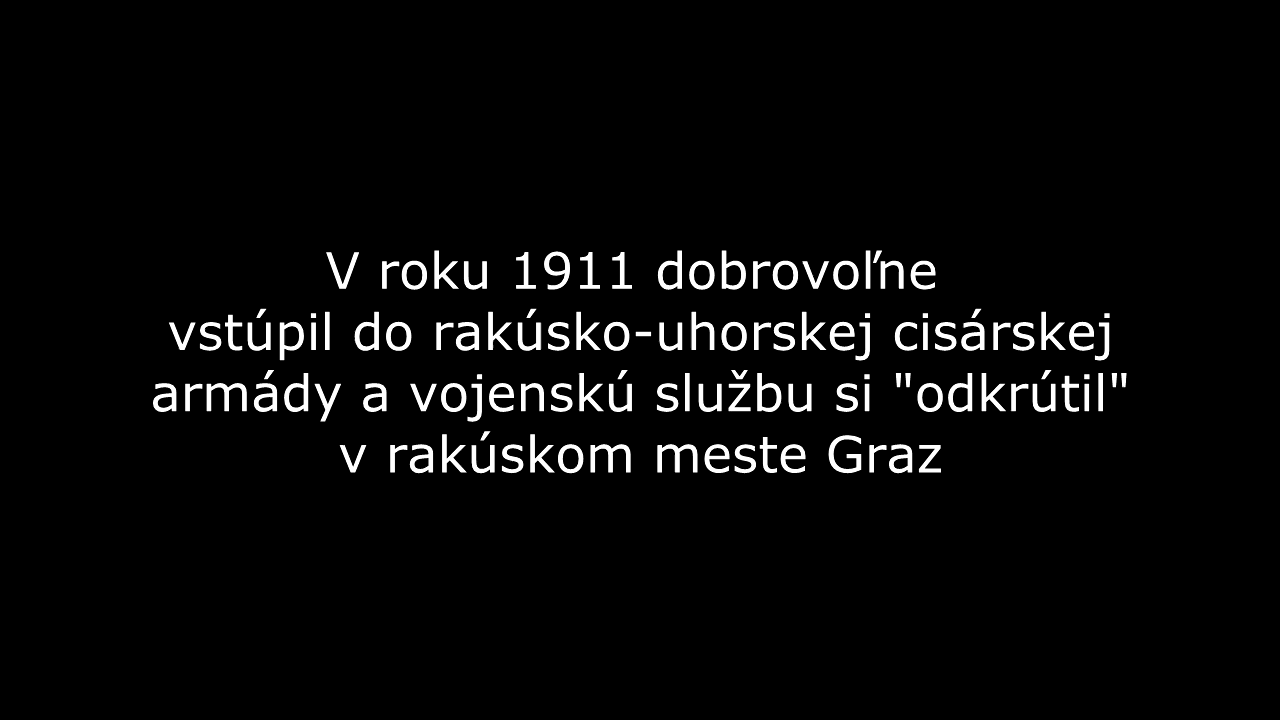 V roku 1911 dobrovoľne
vstúpil do rakúsko-uhorskej cisárskej
armády a vojenskú službu si "odkrútil"
v rakúskom meste Graz